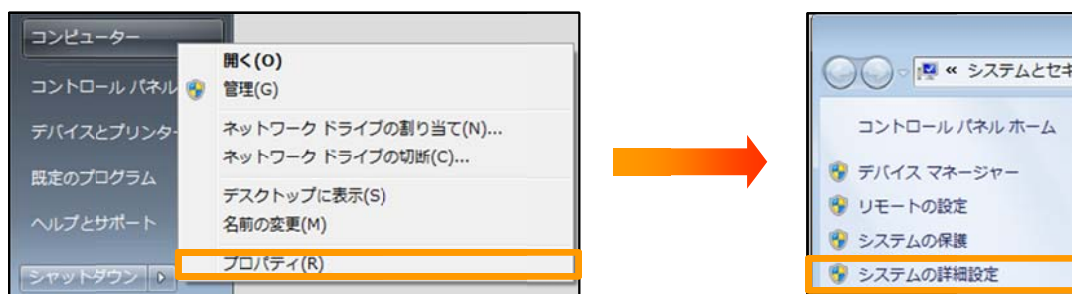 コンピューター
コントロール パネル
デバイスとプリンター
既定のプログラム
ヘルプとサポート
シャットダウン
開く(O)
管理(G)
ネットワーク ドライブの割り当て(N)...
ネットワーク ドライブの切断(C)...
デスクトップに表示(S)
名前の変更(M)
プロパティ(R)
« システムとセキ
コントロール パネル ホーム
デバイス マネージャー
リモートの設定
システムの保護
システムの詳細設定